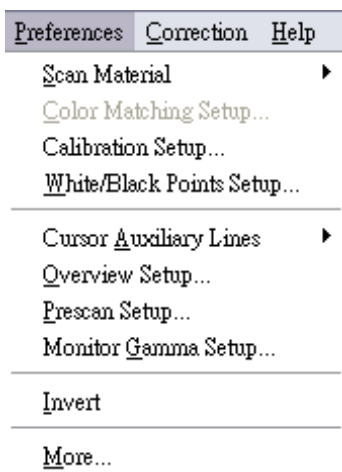 Preferences Correction Help
Scan Material
Color Matching Setup...
Calibration Setup...
White/Black Points Setup...
Cursor Auxiliary Lines
Overview Setup...
Prescan Setup...
Monitor Gamma Setup...
Invert
More...